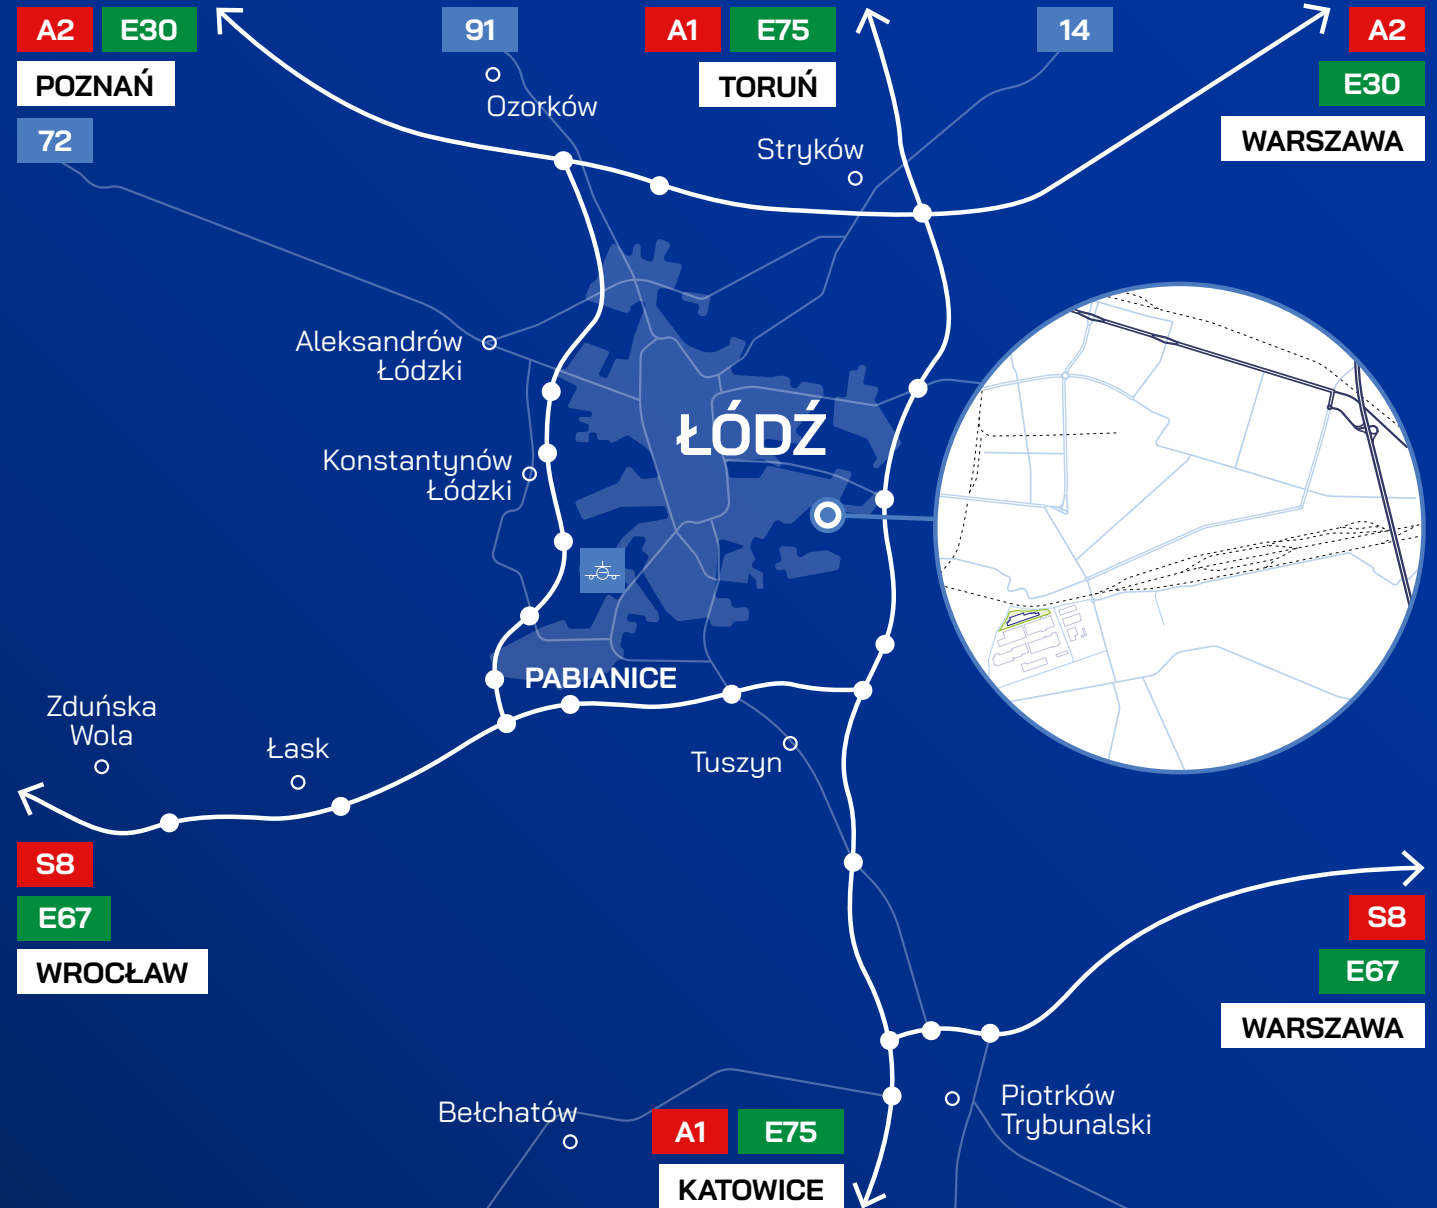 A2 E30
POZNAŃ
72
91
Ozorków
A1 E75
TORUŃ
14
A2
E30
WARSZAWA
Stryków
Aleksandrów
Łódzki
ŁÓDŹ
Konstantynów
Łódzki
PABIANICE
Zduńska
Wola
Łask
Tuszyn
S8
E67
WROCŁAW
S8
E67
WARSZAWA
Bełchatów
A1 E75
KATOWICE
Piotrków
Trybunalski